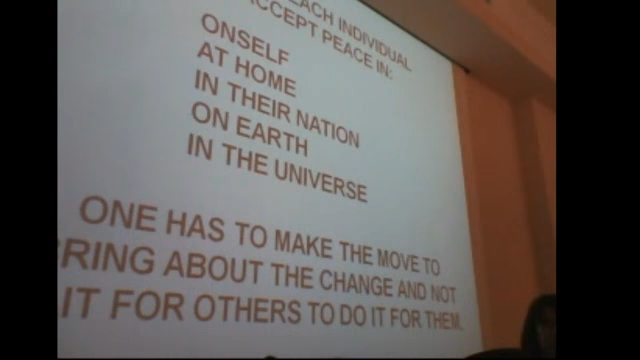 EACH INDIVIDUAL
ACCEPT PEACE IN:
ONSELF
AT HOME
IN THEIR NATION
ON EARTH
IN THE UNIVERSE
ONE HAS TO MAKE THE MOVE TO
BRING ABOUT THE CHANGE AND NOT
IT FOR OTHERS TO DO IT FOR THEM.